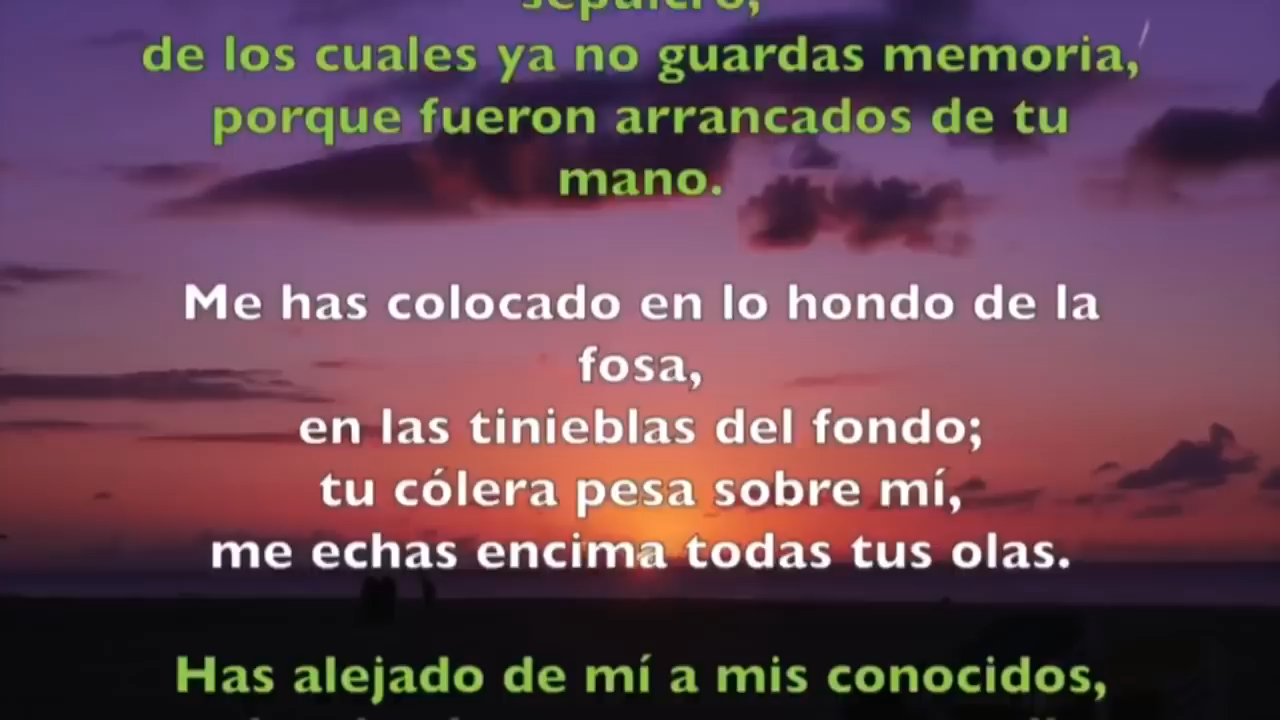 sepulcro,
de los cuales ya no guardas memoria,
porque fueron arrancados de tu
mano.
Me has colocado en lo hondo de la
fosa,
en las tinieblas del fondo;
tu cólera pesa sobre mí,
me echas encima todas tus olas.
Has alejado de mí a mis conocidos,